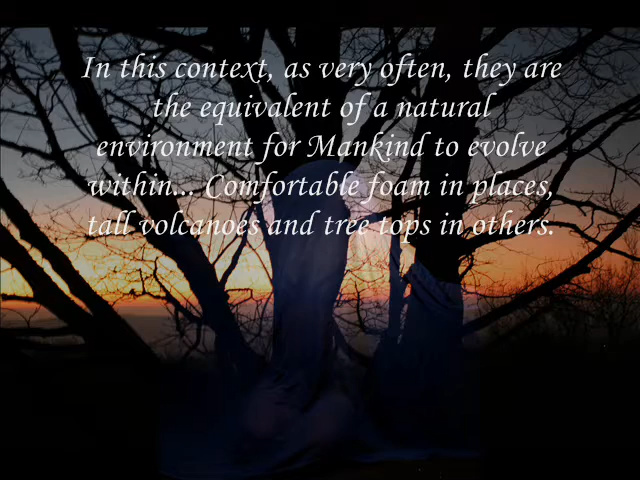 In this context, as very often, they are
the equivalent of a natural
environment for Mankind to evolve
within... Comfortable foam in places,
tall volcanoes and tree tops in others.